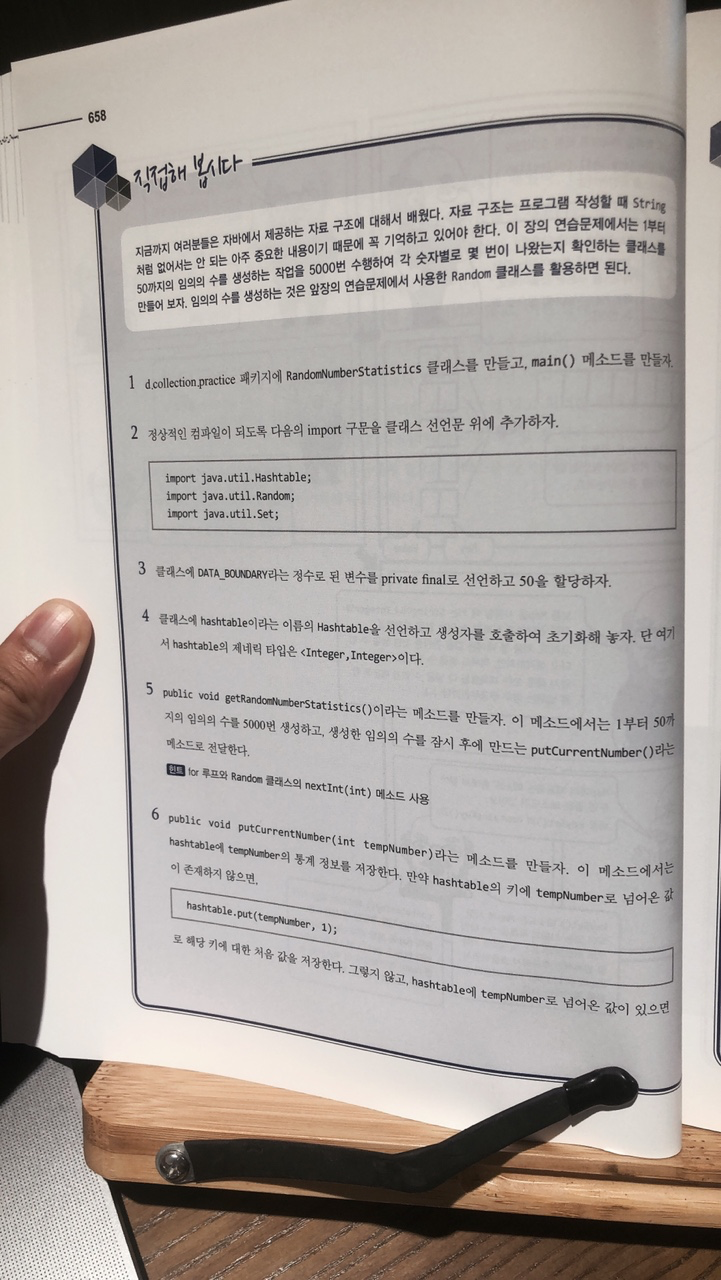 658
직접해 봅시다
지금까지 여러분들은 자바에서 제공하는 자료 구조에 대해서 배웠다. 자료 구조는 프로그램 작성할 때 String
처럼 없어서는 안 되는 아주 중요한 내용이기 때문에 꼭 기억하고 있어야 한다. 이 장의 연습문제에서는 1부터
50까지의 임의의 수를 생성하는 작업을 5000번 수행하여 각 숫자별로 몇 번이 나왔는지 확인하는 클래스를
만들어 보자. 임의의 수를 생성하는 것은 앞장의 연습문제에서 사용한 Random 클래스를 활용하면 된다.
1 d.collection.practice 패키지에 RandomNumberStatistics 클래스를 만들고, main() 메소드를 만들자.
2 정상적인 컴파일이 되도록 다음의 import 구문을 클래스 선언문 위에 추가하자.
import java.util.Hashtable;
import java.util.Random;
import java.util.Set;
3 클래스에 DATA_BOUNDARY라는 정수로 된 변수를 private final로 선언하고 50을 할당하자.
4 클래스에 hashtable이라는 이름의 Hashtable을 선언하고 생성자를 호출하여 초기화해 놓자. 단 여기
서 hashtable의 제네릭 타입은 <Integer,Integer>이다.
5 public void getRandomNumberStatistics()이라는 메소드를 만들자. 이 메소드에서는 1부터 50까
지의 임의의 수를 5000번 생성하고, 생성한 임의의 수를 잠시 후에 만드는 putCurrentNumber()라는
메소드로 전달한다.
힌트 for 루프와 Random 클래스의 nextInt(int) 메소드 사용
6 public void putCurrentNumber(int tempNumber)라는 메소드를 만들자. 이 메소드에서는
hashtable에 tempNumber의 통계 정보를 저장한다. 만약 hashtable의 키에 tempNumber로 넘어온 값
이 존재하지 않으면,
hashtable.put(tempNumber, 1);
로 해당 키에 대한 처음 값을 저장한다. 그렇지 않고, hashtable에 tempNumber로 넘어온 값이 있으면